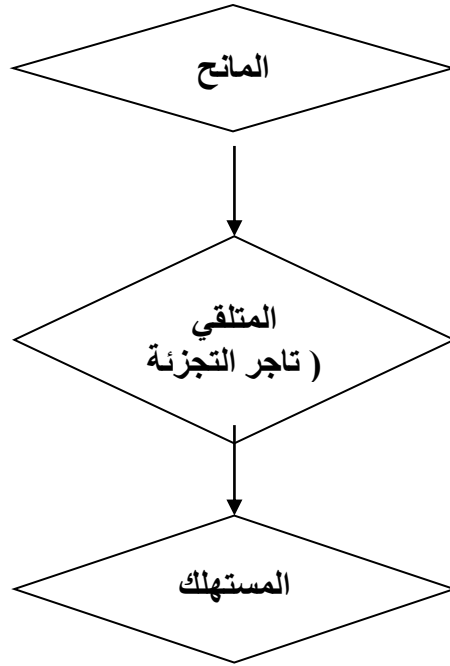 المانح
المتلقي
( تاجر التجزئة
المستهلك